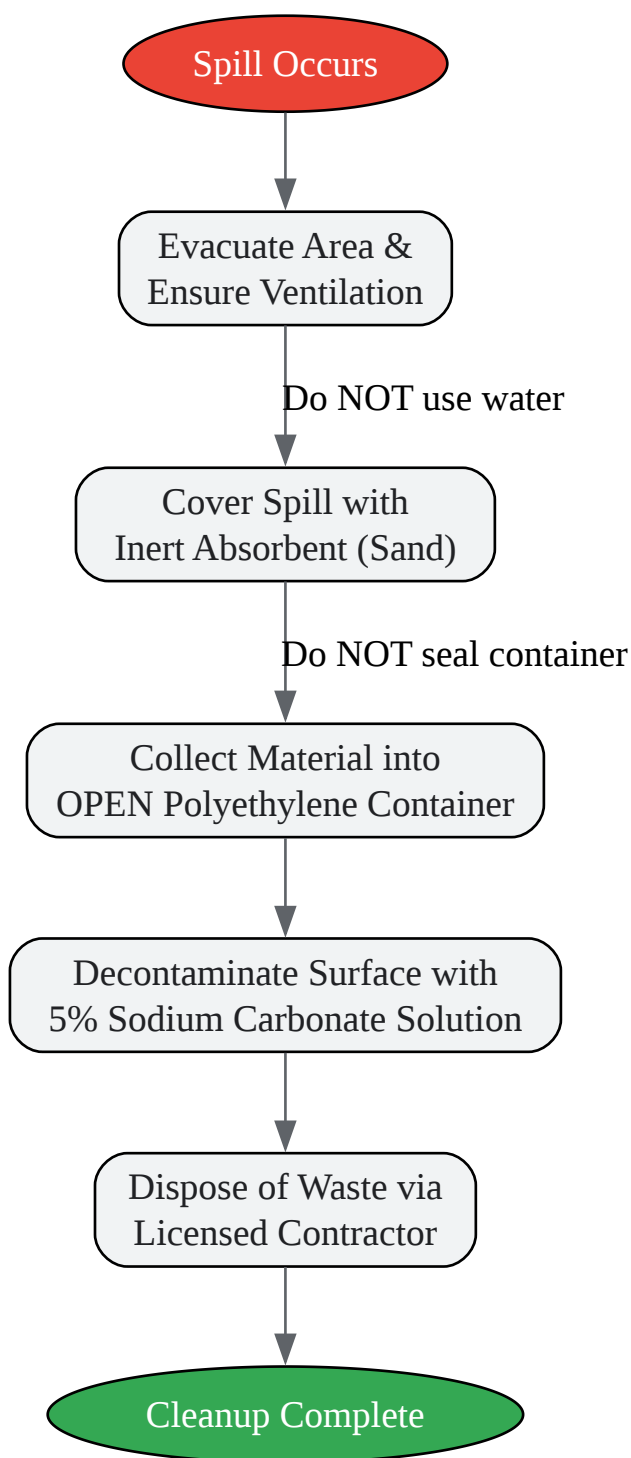 Spill Occurs
Evacuate Area &
Ensure Ventilation
Do NOT use water
Cover Spill with
Inert Absorbent (Sand)
Do NOT seal container
Collect Material into
OPEN Polyethylene Container
Decontaminate Surface with
5% Sodium Carbonate Solution
Dispose of Waste via
Licensed Contractor
Cleanup Complete